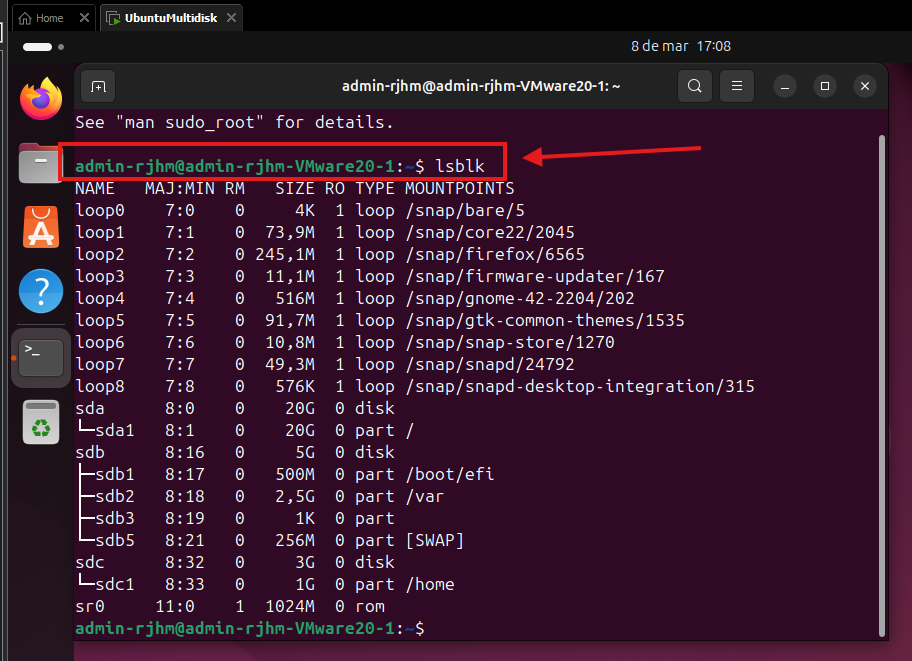 Home
UbuntuMultidisk
8 de mar 17:08
admin-rjhm@admin-rjhm-VMware20-1: ~
See "man sudo_root" for details.
admin-rjhm@admin-rjhm-VMware20-1:~$ lsblk
NAME MAJ:MIN RM SIZE RO TYPE MOUNTPOINTS
loop0 7:0 0 4K 1 loop /snap/bare/5
loop1 7:1 0 73,9M 1 loop /snap/core22/2045
loop2 7:2 0 245,1M 1 loop /snap/firefox/6565
loop3 7:3 0 11,1M 1 loop /snap/firmware-updater/167
loop4 7:4 0 516M 1 loop /snap/gnome-42-2204/202
loop5 7:5 0 91,7M 1 loop /snap/gtk-common-themes/1535
loop6 7:6 0 10,8M 1 loop /snap/snap-store/1270
loop7 7:7 0 49,3M 1 loop /snap/snapd/24792
loop8 7:8 0 576K 1 loop /snap/snapd-desktop-integration/315
sda 8:0 0 20G 0 disk
└─sda1 8:1 0 20G 0 part /
sdb 8:16 0 5G 0 disk
├─sdb1 8:17 0 500M 0 part /boot/efi
├─sdb2 8:18 0 2,5G 0 part /var
├─sdb3 8:19 0 1K 0 part
└─sdb5 8:21 0 256M 0 part [SWAP]
sdc 8:32 0 3G 0 disk
└─sdc1 8:33 0 1G 0 part /home
sr0 11:0 1 1024M 0 rom
admin-rjhm@admin-rjhm-VMware20-1:~$